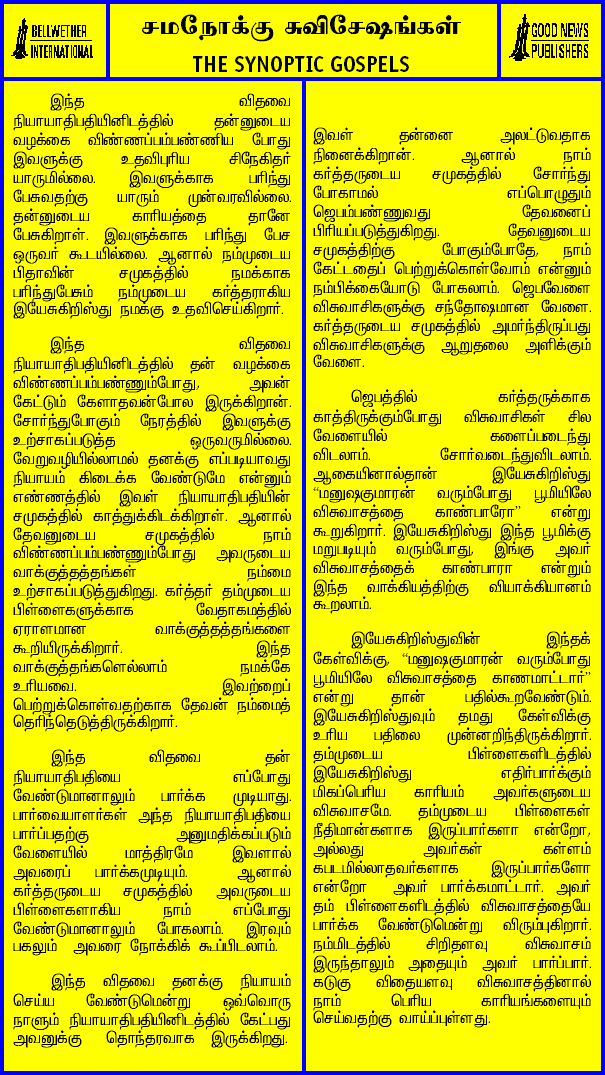 BELLWETHER
INTERNATIONAL
சமநோக்கு சுவிசேஷங்கள்
THE SYNOPTIC GOSPELS
GOOD NEWS
PUBLISHERS
இந்த விதவை
நியாயாதிபதியினிடத்தில் தன்னுடைய
வழக்கை விண்ணப்பம்பண்ணிய போது
இவளுக்கு உதவிபுரிய சிநேகிதர்
யாருமில்லை. இவளுக்காக பரிந்து
பேசுவதற்கு யாரும் முன்வரவில்லை.
தன்னுடைய காரியத்தை தானே
பேசுகிறாள். இவளுக்காக பரிந்து பேச
ஒருவர் கூடயில்லை. ஆனால் நம்முடைய
பிதாவின் சமுகத்தில் நமக்காக
பரிந்துபேசும் நம்முடைய கர்த்தராகிய
இயேசுகிறிஸ்து நமக்கு உதவிசெய்கிறார்.
இந்த விதவை
நியாயாதிபதியினிடத்தில் தன் வழக்கை
விண்ணப்பம்பண்ணும்போது, அவன்
கேட்டும் கேளாதவன்போல இருக்கிறான்.
சோர்ந்துபோகும் நேரத்தில் இவளுக்கு
உற்சாகப்படுத்த ஒருவருமில்லை.
வேறுவழியில்லாமல் தனக்கு எப்படியாவது
நியாயம் கிடைக்க வேண்டுமே என்னும்
எண்ணத்தில் இவள் நியாயாதிபதியின்
சமுகத்தில் காத்துக்கிடக்கிறாள். ஆனால்
தேவனுடைய சமுகத்தில் நாம்
விண்ணப்பம்பண்ணும்போது அவருடைய
வாக்குத்தத்தங்கள் நம்மை
உற்சாகப்படுத்துகிறது. கர்த்தர் தம்முடைய
பிள்ளைகளுக்காக வேதாகமத்தில்
ஏராளமான வாக்குத்தத்தங்களை
கூறியிருக்கிறார். இந்த
வாக்குத்தங்களெல்லாம் நமக்கே
உரியவை. இவற்றைப்
பெற்றுக்கொள்வதற்காக தேவன் நம்மைத்
தெரிந்தெடுத்திருக்கிறார்.
இந்த விதவை தன்
நியாயாதிபதியை எப்போது
வேண்டுமானாலும் பார்க்க முடியாது.
பார்வையாளர்கள் அந்த நியாயாதிபதியை
பார்ப்பதற்கு அனுமதிக்கப்படும்
வேளையில் மாத்திரமே இவளால்
அவரைப் பார்க்கமுடியும். ஆனால்
கர்த்தருடைய சமுகத்தில் அவருடைய
பிள்ளைகளாகிய நாம் எப்போது
வேண்டுமானாலும் போகலாம். இரவும்
பகலும் அவரை நோக்கிக் கூப்பிடலாம்.
இந்த விதவை தனக்கு நியாயம்
செய்ய வேண்டுமென்று ஒவ்வொரு
நாளும் நியாயாதிபதியினிடத்தில் கேட்பது
அவனுக்கு தொந்தரவாக இருக்கிறது.
இவள் தன்னை அலட்டுவதாக
நினைக்கிறான். ஆனால் நாம்
கர்த்தருடைய சமுகத்தில் சோர்ந்து
போகாமல் எப்பொழுதும்
ஜெபம்பண்ணுவது தேவனைப்
பிரியப்படுத்துகிறது. தேவனுடைய
சமுகத்திற்கு போகும்போதே, நாம்
கேட்டதைப் பெற்றுக்கொள்வோம் என்னும்
நம்பிக்கையோடு போகலாம். ஜெபவேளை
விசுவாசிகளுக்கு சந்தோஷமான வேளை.
கர்த்தருடைய சமுகத்தில் அமர்ந்திருப்பது
விசுவாசிகளுக்கு ஆறுதலை அளிக்கும்
வேளை.
ஜெபத்தில் கர்த்தருக்காக
காத்திருக்கும்போது விசுவாசிகள் சில
வேளையில் களைப்படைந்து
விடலாம். சோர்வடைந்துவிடலாம்.
ஆகையினால்தான் இயேசுகிறிஸ்து
“மனுஷகுமாரன் வரும்போது பூமியிலே
விசுவாசத்தை காண்பாரோ” என்று
கூறுகிறார். இயேசுகிறிஸ்து இந்த பூமிக்கு
மறுபடியும் வரும்போது, இங்கு அவர்
விசுவாசத்தைக் காண்பாரா என்றும்
இந்த வாக்கியத்திற்கு வியாக்கியானம்
கூறலாம்.
இயேசுகிறிஸ்துவின் இந்தக்
கேள்விக்கு, “மனுஷகுமாரன் வரும்போது
பூமியிலே விசுவாசத்தை காணமாட்டார்”
என்று தான் பதில்கூறவேண்டும்.
இயேசுகிறிஸ்துவும் தமது கேள்விக்கு
உரிய பதிலை முன்னறிந்திருக்கிறார்.
தம்முடைய பிள்ளைகளிடத்தில்
இயேசுகிறிஸ்து எதிர்பார்க்கும்
மிகப்பெரிய காரியம் அவர்களுடைய
விசுவாசமே. தம்முடைய பிள்ளைகள்
நீதிமான்களாக இருப்பார்களா என்றோ,
அல்லது அவர்கள் கள்ளம்
கபடமில்லாதவர்களாக இருப்பார்களோ
என்றோ அவர் பார்க்கமாட்டார். அவர்
தம் பிள்ளைகளிடத்தில் விசுவாசத்தையே
பார்க்க வேண்டுமென்று விரும்புகிறார்.
நம்மிடத்தில் சிறிதளவு விசுவாசம்
இருந்தாலும் அதையும் அவர் பார்ப்பார்.
கடுகு விதையளவு விசுவாசத்தினால்
நாம் பெரிய காரியங்களையும்
செய்வதற்கு வாய்ப்புள்ளது.